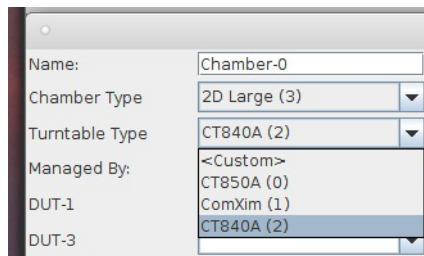 Name: Chamber-0
Chamber Type 2D Large (3)
Turntable Type CT840A (2)
Managed By: <Custom>
CT850A (0)
DUT-1 ComXim (1)
CT840A (2)
DUT-3